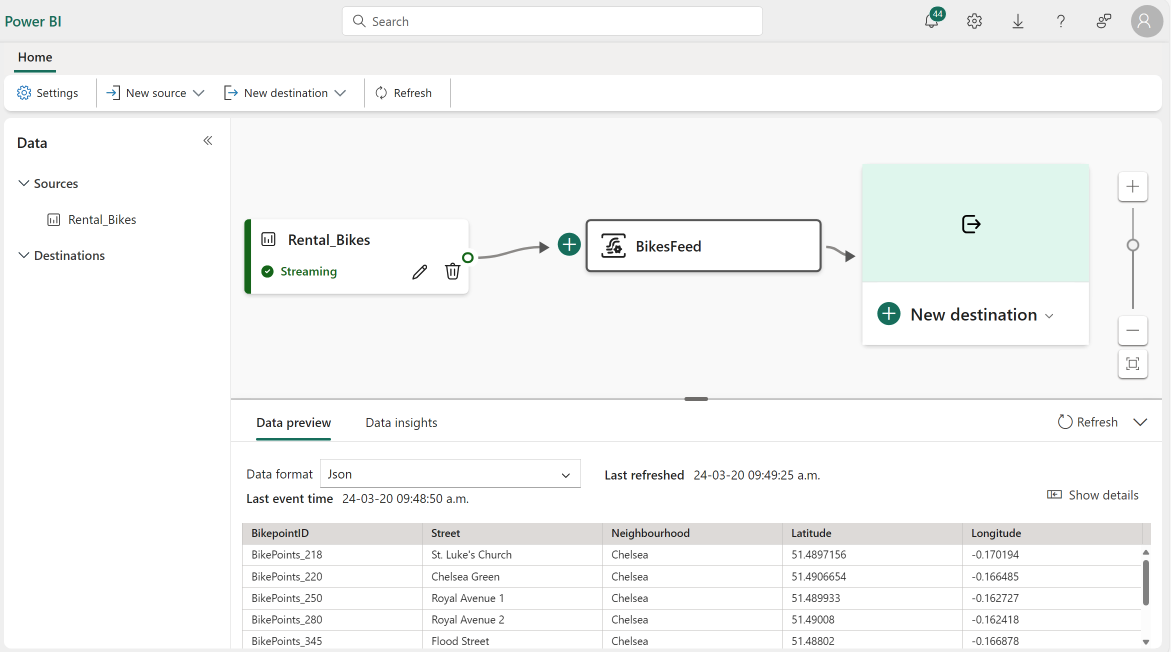 Power BI
Search
44
Home
Settings
New source
New destination
Refresh
Data
Sources
Rental_Bikes
Destinations
Rental_Bikes
Streaming
BikesFeed
New destination
Data preview
Data insights
Refresh
Data format
Json
Last refreshed 24-03-20 09:49:25 a.m.
Last event time 24-03-20 09:48:50 a.m.
Show details
BikepointID Street Neighbourhood Latitude Longitude
BikePoints_218 St. Luke's Church Chelsea 51.4897156 -0.170194
BikePoints_220 Chelsea Green Chelsea 51.4906654 -0.166485
BikePoints_250 Royal Avenue 1 Chelsea 51.489933 -0.162727
BikePoints_280 Royal Avenue 2 Chelsea 51.49008 -0.162418
BikePoints_345 Flood Street Chelsea 51.48802 -0.166878